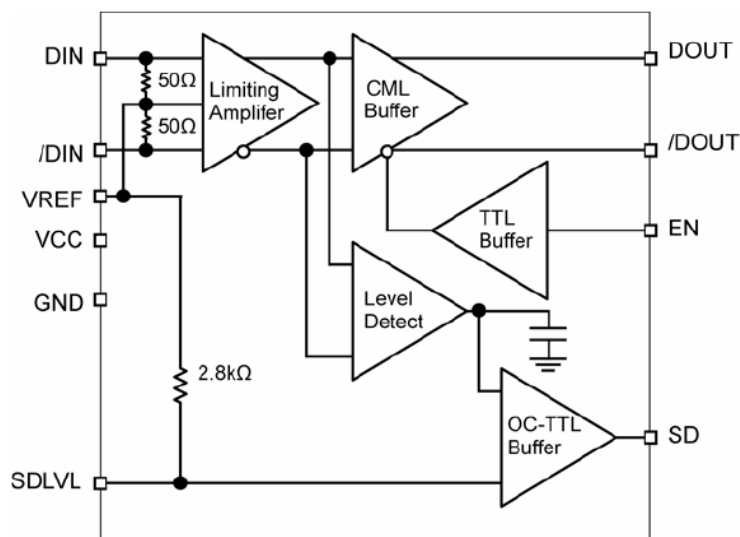 DIN
50Ω
50Ω
/DIN
VREF
VCC
GND
2.8kΩ
SDLVL
Limiting
Amplifer
CML
Buffer
TTL
Buffer
Level
Detect
OC-TTL
Buffer
DOUT
/DOUT
EN
SD